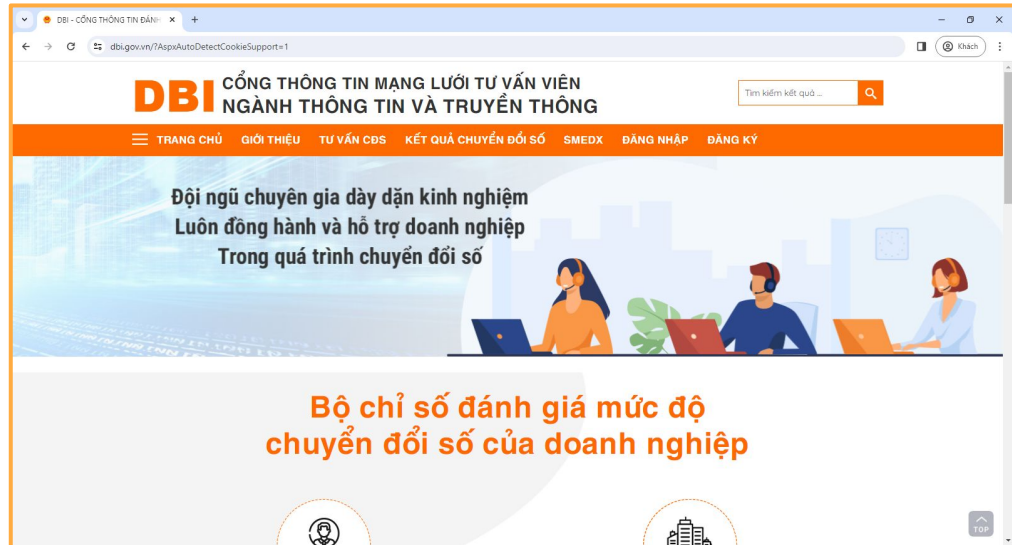 DBI - CỔNG THÔNG TIN ĐÁNH
dbi.gov.vn/?AspxAutoDetectCookieSupport=1
Khách
DBI
CỔNG THÔNG TIN MẠNG LƯỚI TƯ VẤN VIÊN
NGÀNH THÔNG TIN VÀ TRUYỀN THÔNG
Tìm kiếm kết quả ...
TRANG CHỦ GIỚI THIỆU TƯ VẤN CĐS KẾT QUẢ CHUYỂN ĐỔI SỐ SMEDX ĐĂNG NHẬP ĐĂNG KÝ
Đội ngũ chuyên gia dày dặn kinh nghiệm
Luôn đồng hành và hỗ trợ doanh nghiệp
Trong quá trình chuyển đổi số
Bộ chỉ số đánh giá mức độ
chuyển đổi số của doanh nghiệp
TOP